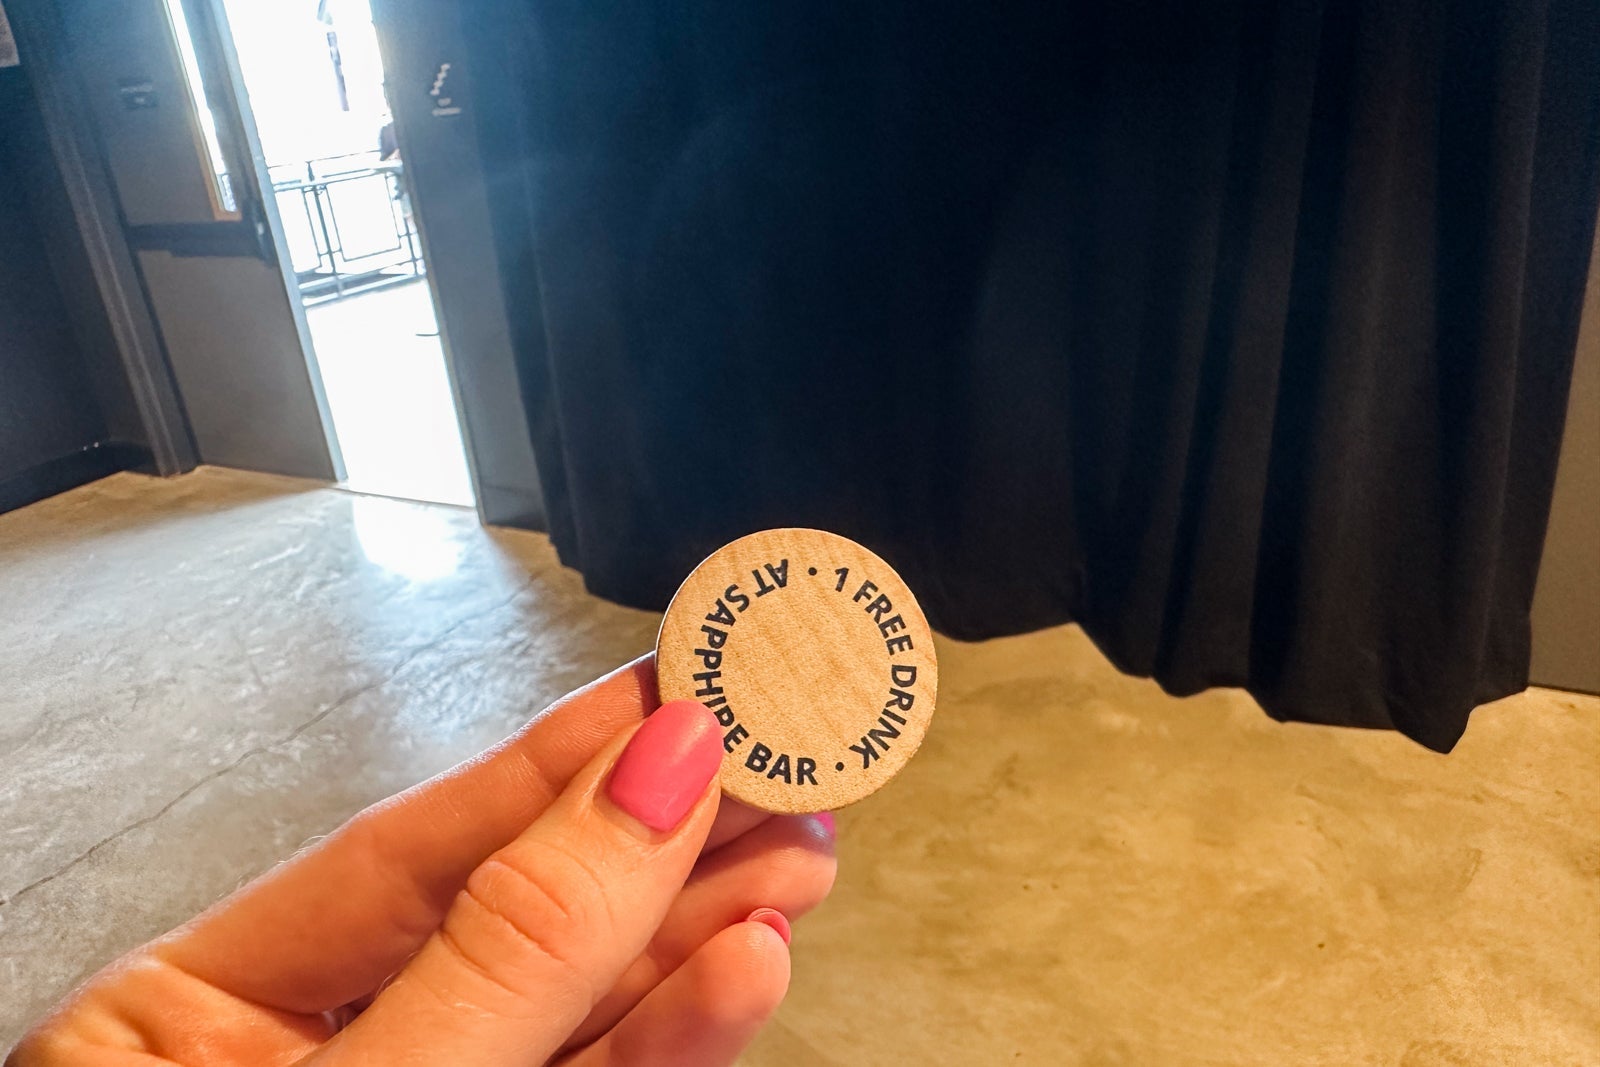 • 1 FREE DRINK •
AT SAPPHIRE BAR